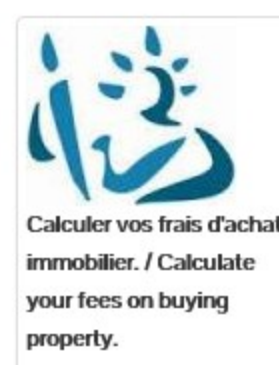 Calculer vos frais d'achat
immobilier. / Calculate
your fees on buying
property.